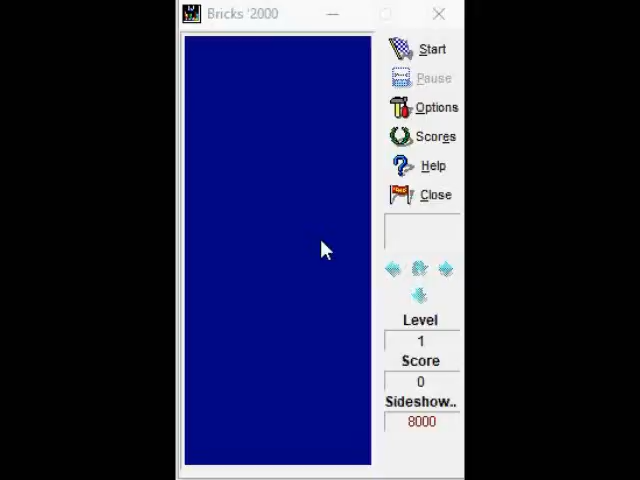 Bricks '2000
Start
Pause
Options
Scores
Help
Close
Level
1
Score
0
Sideshow..
8000